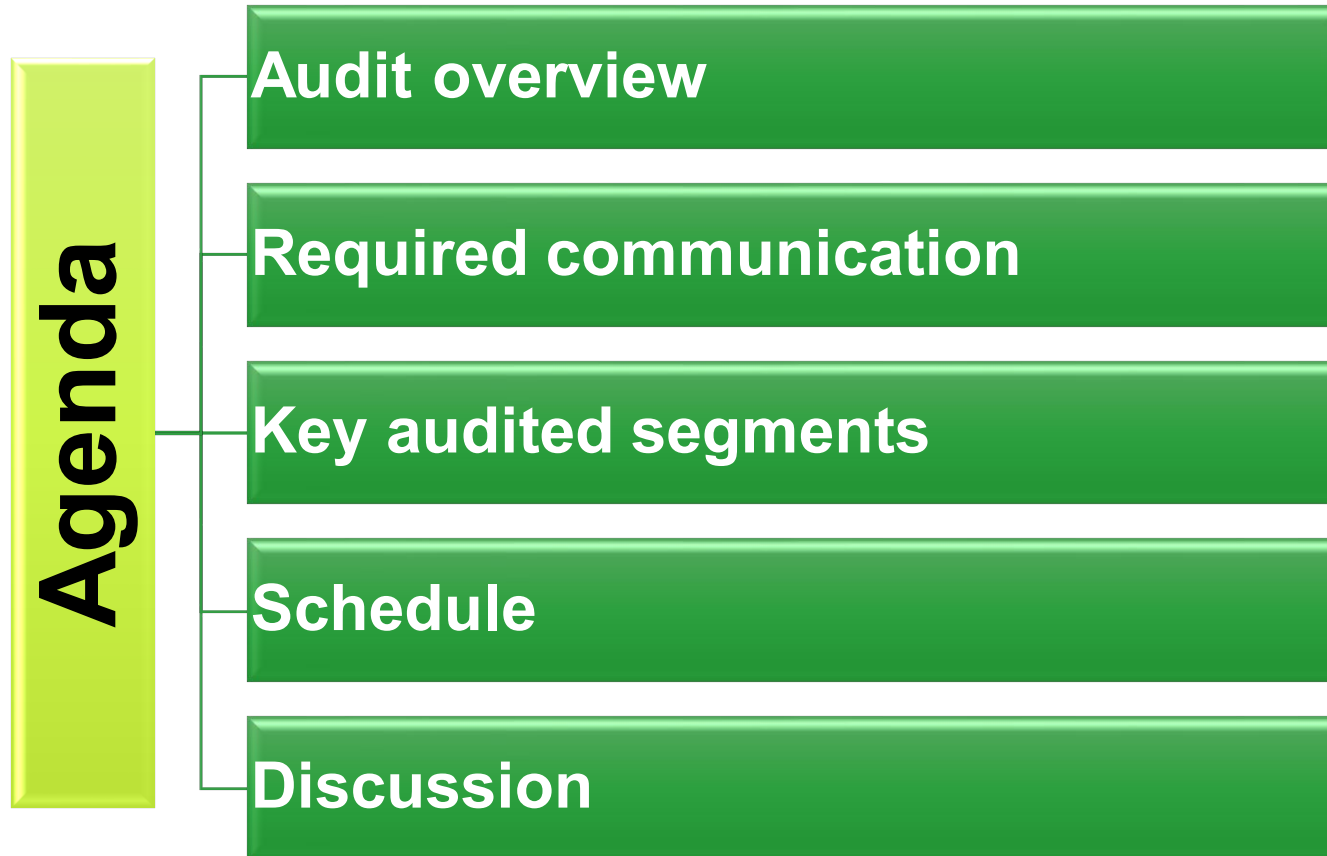 Agenda
Audit overview
Required communication
Key audited segments
Schedule
Discussion